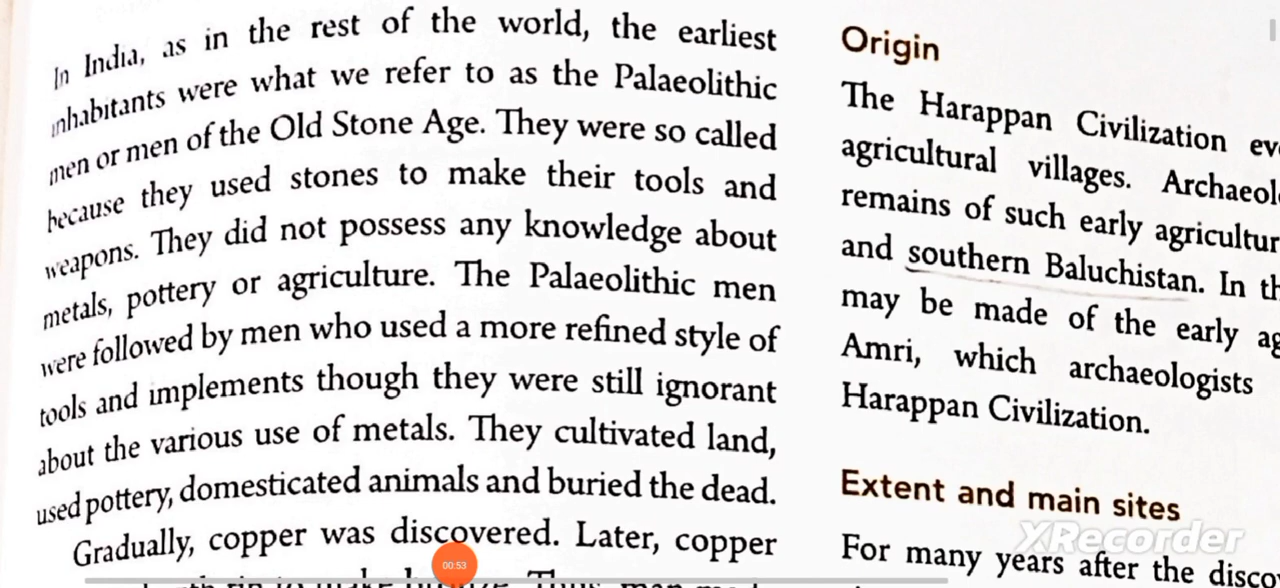 In India, as in the rest of the world, the earliest
inhabitants were what we refer to as the Palaeolithic
men or men of the Old Stone Age. They were so called
because they used stones to make their tools and
weapons. They did not possess any knowledge about
metals, pottery or agriculture. The Palaeolithic men
were followed by men who used a more refined style of
tools and implements though they were still ignorant
about the various use of metals. They cultivated land,
used pottery, domesticated animals and buried the dead.
Gradually, copper was discovered. Later, copper
Origin
The Harappan Civilization
agricultural villages.
remains of such early
and southern Baluchistan. In
may be made of the early
Amri, which archaeologists
Harappan Civilization.
Extent and main sites
For many years after the
XRecorder
00:53